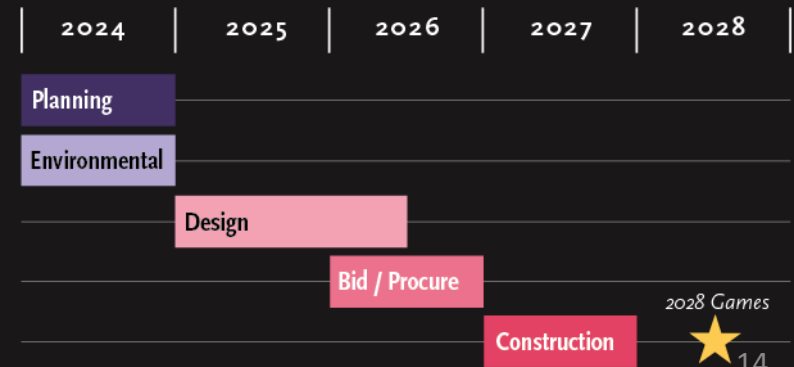 2024 2025 2026 2027 2028
Planning
Environmental
Design
Bid / Procure
2028 Games
Construction
14